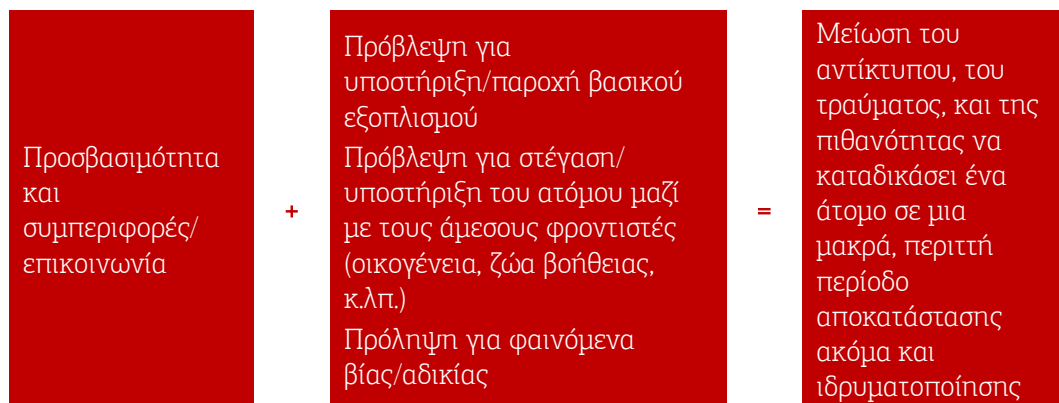 Προσβασιμότητα
και
συμπεριφορές/
επικοινωνία
+
Πρόβλεψη για
υποστήριξη/παροχή βασικού
εξοπλισμού
Πρόβλεψη για στέγαση/
υποστήριξη του ατόμου μαζί
με τους άμεσους φροντιστές
(οικογένεια, ζώα βοήθειας,
κ.λπ.)
Πρόληψη για φαινόμενα
βίας/αδικίας
=
Μείωση του
αντίκτυπου, του
τραύματος, και της
πιθανότητας να
καταδικάσει ένα
άτομο σε μια
μακρά, περιττή
περίοδο
αποκατάστασης
ακόμα και
ιδρυματοποίησης